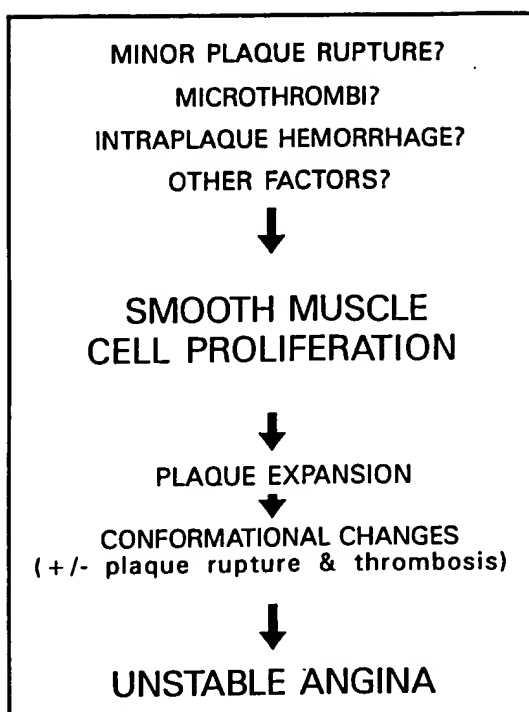 MINOR PLAQUE RUPTURE?
MICROTHROMBI?
INTRAPLAQUE HEMORRHAGE?
OTHER FACTORS?
SMOOTH MUSCLE
CELL PROLIFERATION
PLAQUE EXPANSION
CONFORMATIONAL CHANGES
(+/- plaque rupture & thrombosis)
UNSTABLE ANGINA